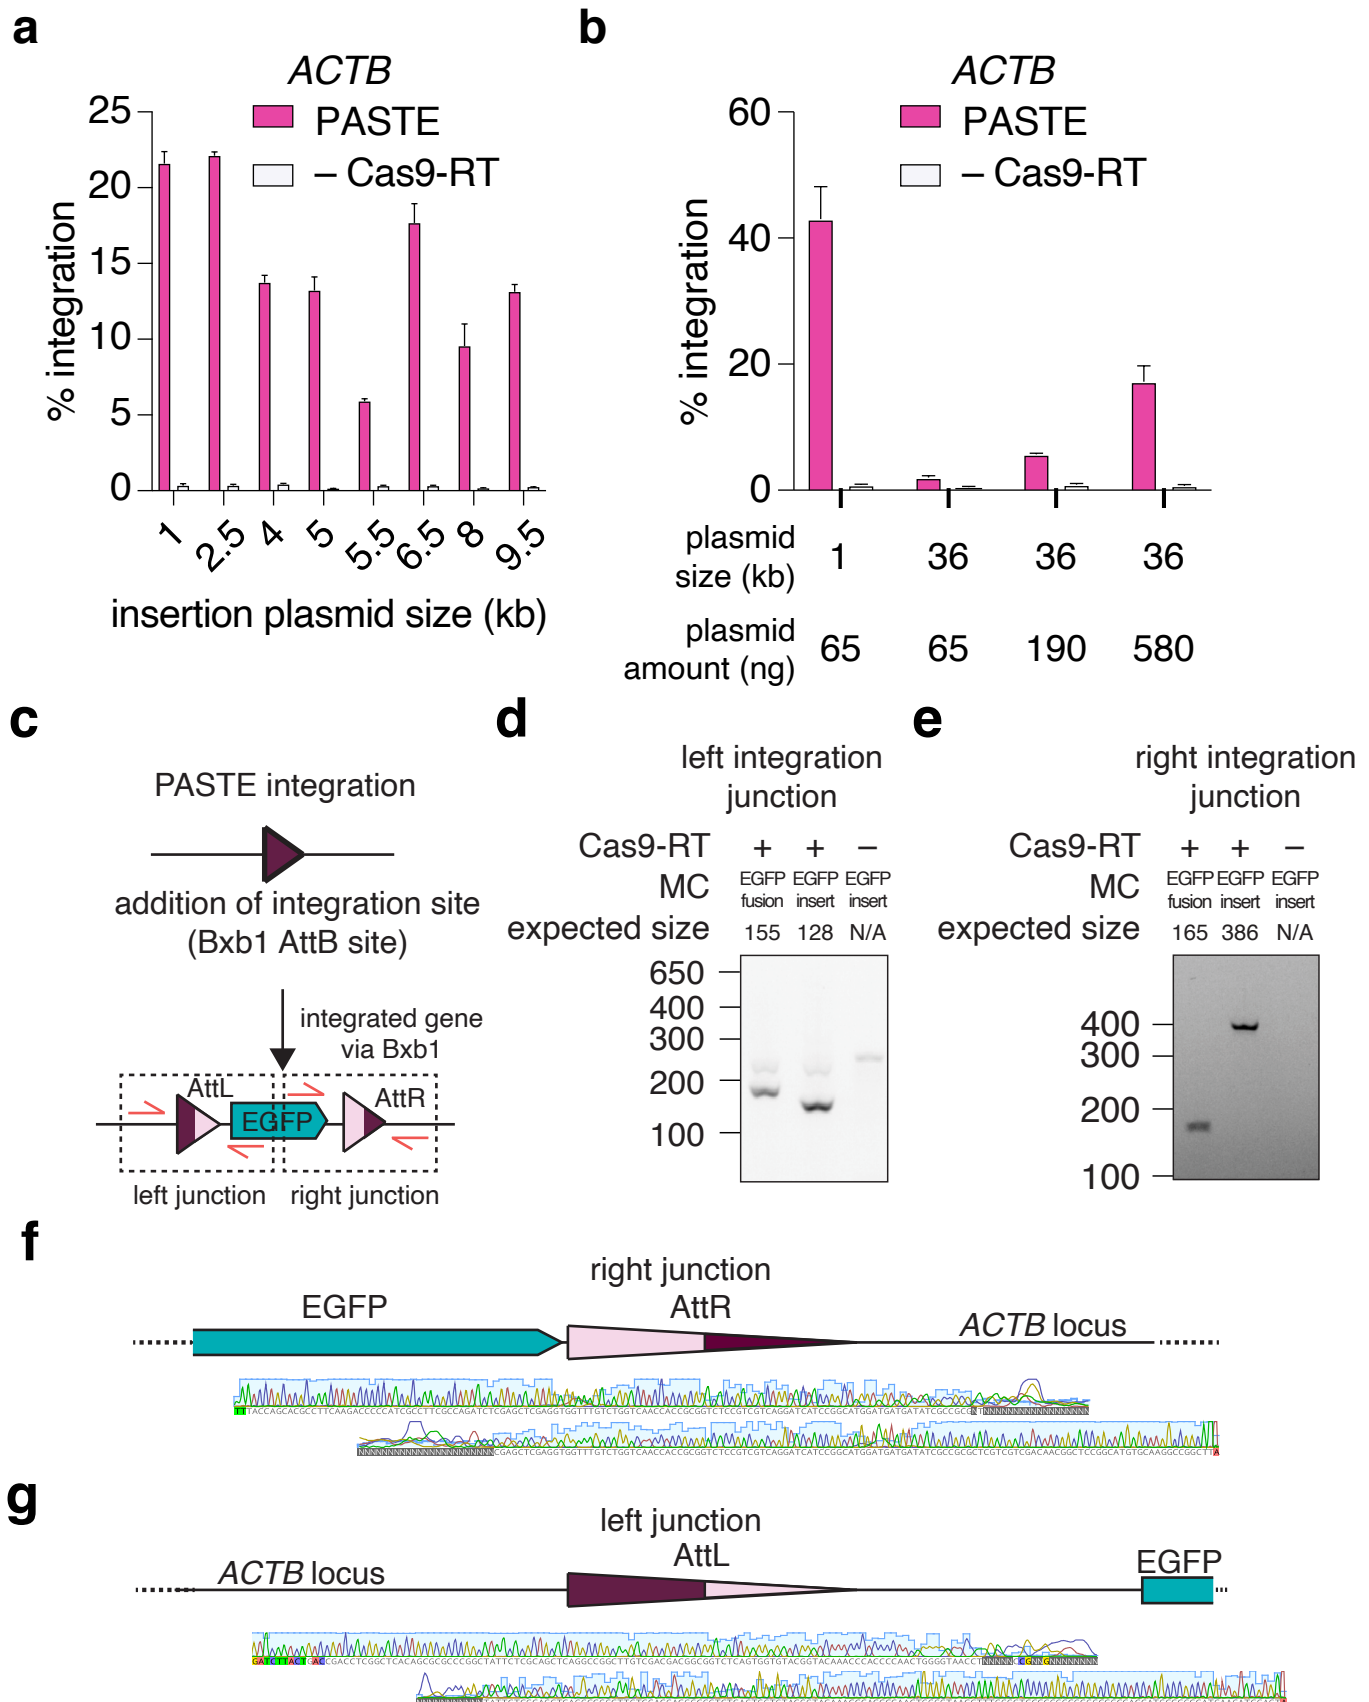 a
ACTB
PASTE
– Cas9-RT
% integration
25
20
15
10
5
0
1
2.5
4
5
5.5
6.5
8
9.5
insertion plasmid size (kb)
b
ACTB
PASTE
– Cas9-RT
% integration
60
40
20
0
plasmid
size (kb)
1 36 36 36
plasmid
amount (ng)
65 65 190 580
c
PASTE integration
addition of integration site
(Bxb1 AttB site)
integrated gene
via Bxb1
AttL
EGFP
AttR
left junction
right junction
d
left integration
junction
Cas9-RT + + –
MC
EGFP EGFP EGFP
fusion insert insert
expected size 155 128 N/A
650
400
300
200
100
e
right integration
junction
Cas9-RT + + –
MC
EGFP EGFP EGFP
fusion insert insert
expected size 165 386 N/A
400
300
200
100
f
right junction
EGFP
AttR
ACTB locus
g
left junction
ACTB locus
AttL
EGFP